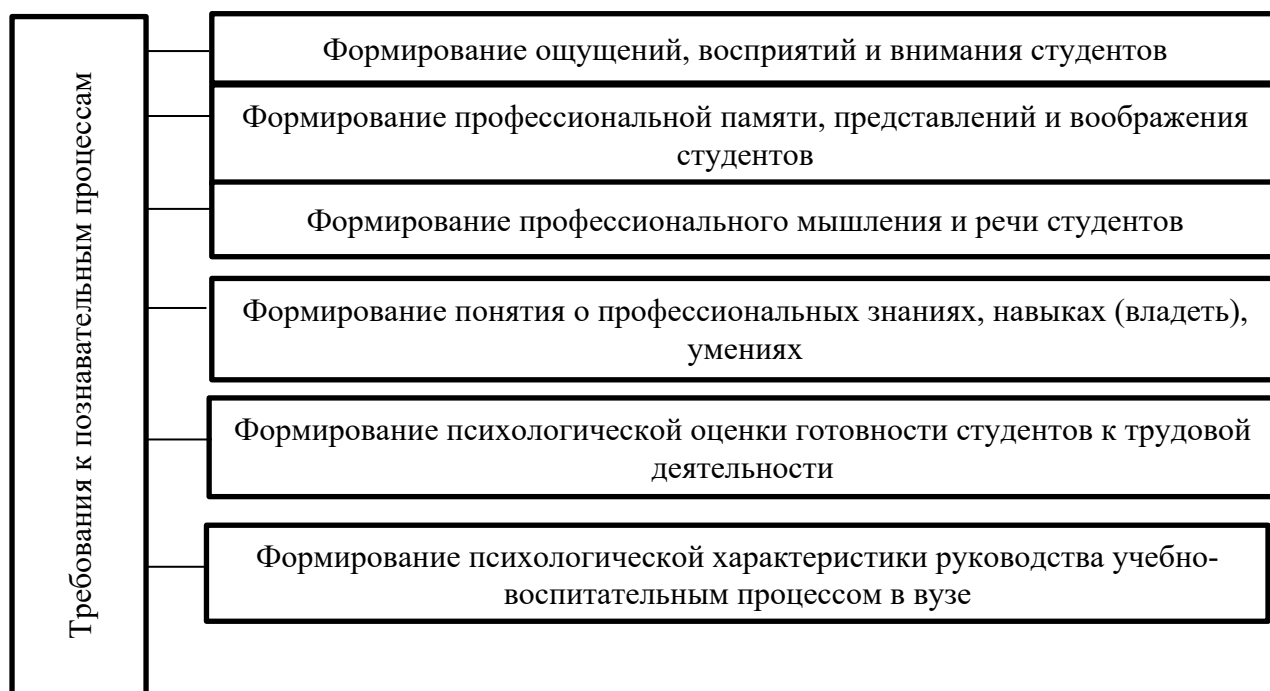 Требования к познавательным процессам
Формирование ощущений, восприятий и внимания студентов
Формирование профессиональной памяти, представлений и воображения
студентов
Формирование профессионального мышления и речи студентов
Формирование понятия о профессиональных знаниях, навыках (владеть),
умениях
Формирование психологической оценки готовности студентов к трудовой
деятельности
Формирование психологической характеристики руководства учебно-
воспитательным процессом в вузе